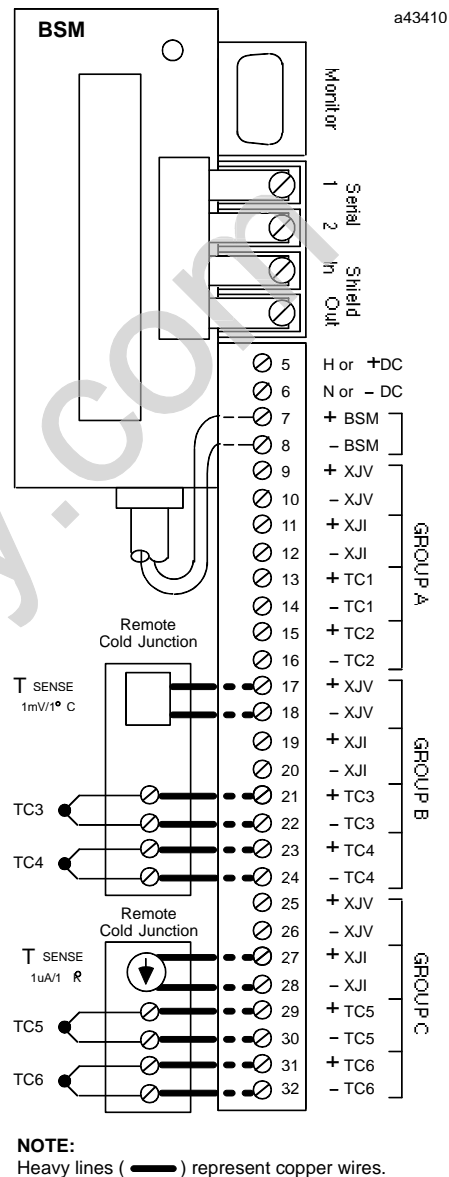 a43410
BSM
Monitor
1 Serial
2
In Shield
Out
5 H or +DC
6 N or – DC
7 + BSM
8 – BSM
9 + XJV
10 – XJV
11 + XJI
12 – XJI
13 + TC1
14 – TC1
15 + TC2
16 – TC2
GROUP A
Remote
Cold Junction
T SENSE
1mV/1° C
17 + XJV
18 – XJV
19 + XJI
20 – XJI
TC3
21 + TC3
22 – TC3
TC4
23 + TC4
24 – TC4
GROUP B
Remote
Cold Junction
25 + XJV
26 – XJV
T SENSE
1uA/1 °K
27 + XJI
28 – XJI
TC5
29 + TC5
30 – TC5
TC6
31 + TC6
32 – TC6
GROUP C
NOTE:
Heavy lines ( ━━ ) represent copper wires.
y.com